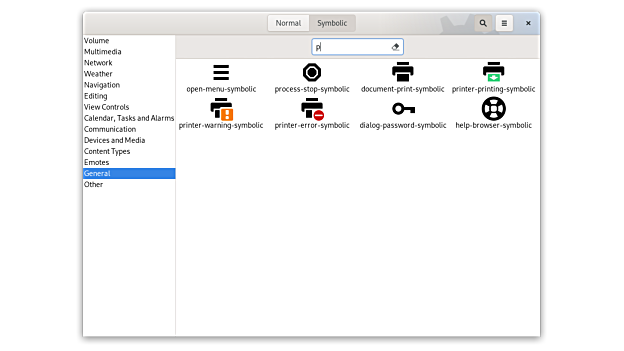 Normal Symbolic
p
Volume
Multimedia
Network
Weather
Navigation
Editing
View Controls
Calendar, Tasks and Alarms
Communication
Devices and Media
Content Types
Emotes
General
Other
open-menu-symbolic process-stop-symbolic document-print-symbolic printer-printing-symbolic
printer-warning-symbolic printer-error-symbolic dialog-password-symbolic help-browser-symbolic